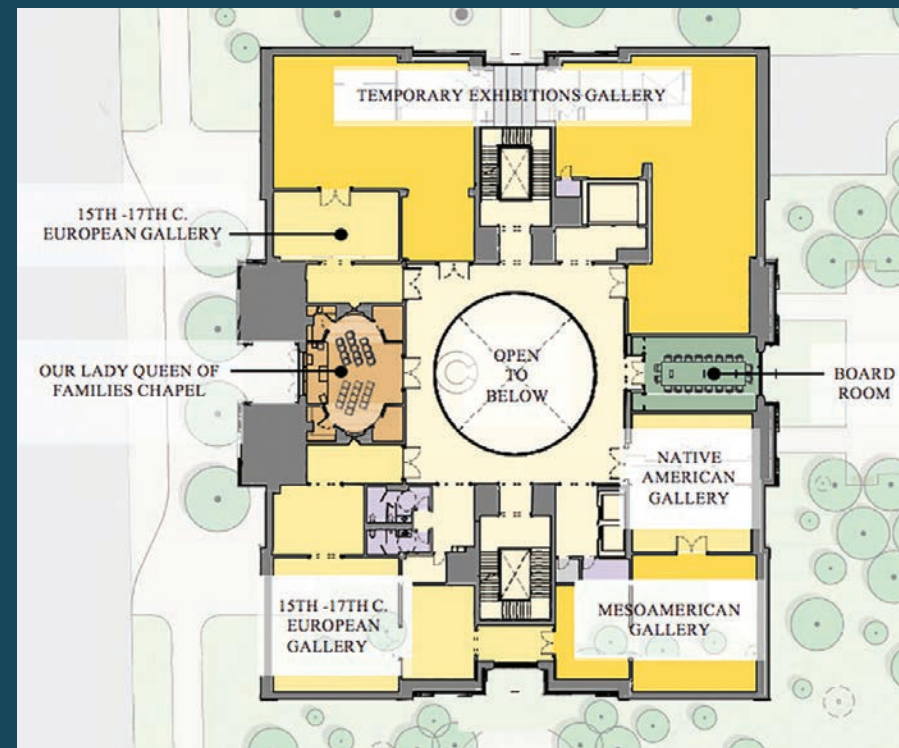 TEMPORARY EXHIBITIONS GALLERY
15TH -17TH C.
EUROPEAN GALLERY
OUR LADY QUEEN OF
FAMILIES CHAPEL
OPEN
TO
BELOW
BOARD
ROOM
NATIVE
AMERICAN
GALLERY
15TH -17TH C.
EUROPEAN
GALLERY
MESOAMERICAN
GALLERY